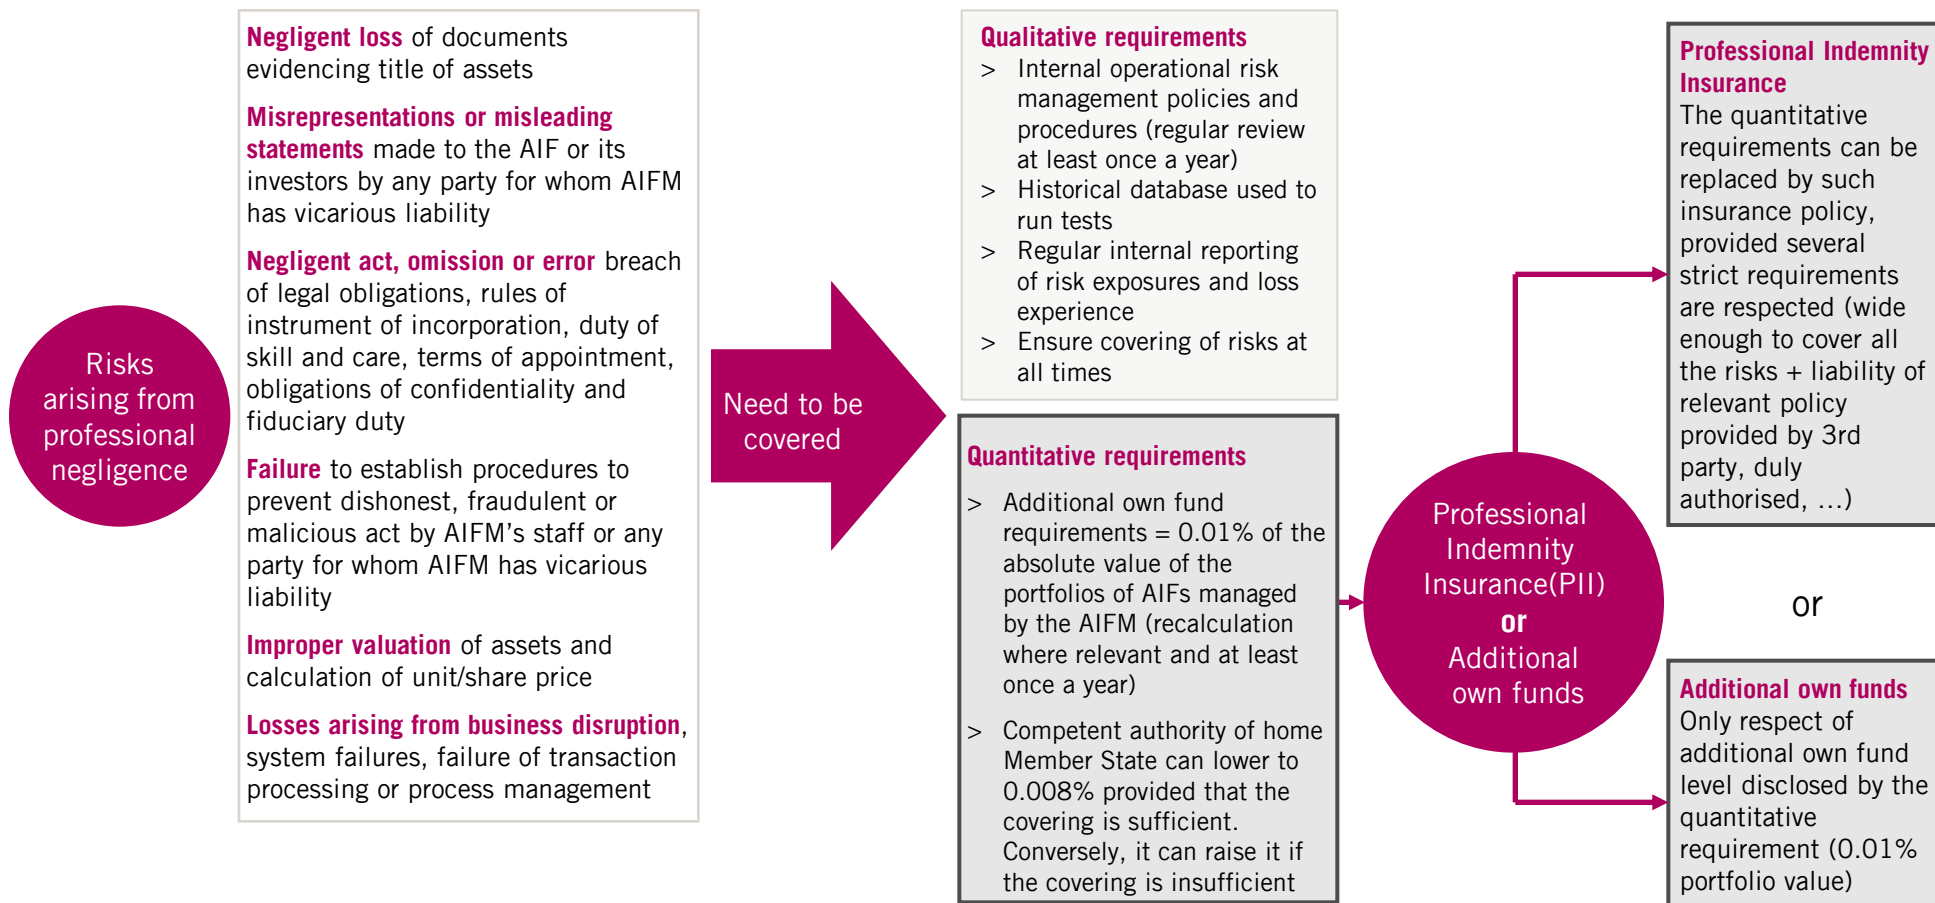 Risks
arising from
professional
negligence
Negligent loss of documents
evidencing title of assets
Misrepresentations or misleading
statements made to the AIF or its
investors by any party for whom AIFM
has vicarious liability
Negligent act, omission or error breach
of legal obligations, rules of
instrument of incorporation, duty of
skill and care, terms of appointment,
obligations of confidentiality and
fiduciary duty
Failure to establish procedures to
prevent dishonest, fraudulent or
malicious act by AIFM’s staff or any
party for whom AIFM has vicarious
liability
Improper valuation of assets and
calculation of unit/share price
Losses arising from business disruption,
system failures, failure of transaction
processing or process management
Need to be
covered
Qualitative requirements
> Internal operational risk
management policies and
procedures (regular review
at least once a year)
> Historical database used to
run tests
> Regular internal reporting
of risk exposures and loss
experience
> Ensure covering of risks at
all times
Quantitative requirements
> Additional own fund
requirements = 0.01% of the
absolute value of the
portfolios of AIFs managed
by the AIFM (recalculation
where relevant and at least
once a year)
> Competent authority of home
Member State can lower to
0.008% provided that the
covering is sufficient.
Conversely, it can raise it if
the covering is insufficient
Professional
Indemnity
Insurance(PII)
or
Additional
own funds
Professional Indemnity
Insurance
The quantitative
requirements can be
replaced by such
insurance policy,
provided several
strict requirements
are respected (wide
enough to cover all
the risks + liability of
relevant policy
provided by 3rd
party, duly
authorised, …)
or
Additional own funds
Only respect of
additional own fund
level disclosed by the
quantitative
requirement (0.01%
portfolio value)